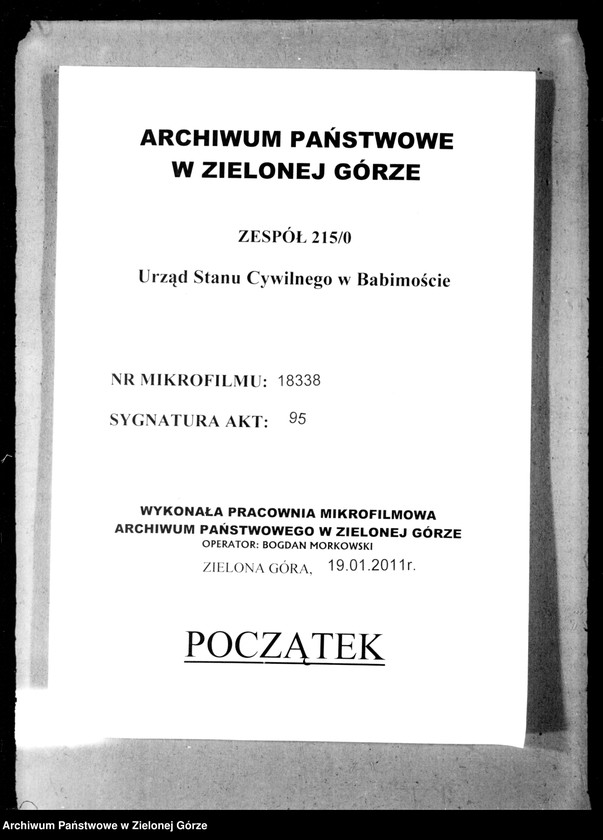 ARCHIWUM PAŃSTWOWE
W ZIELONEJ GÓRZE
ZESPÓŁ 215/0
Urząd Stanu Cywilnego w Babimoście
NR MIKROFILMU: 18338
SYGNATURA AKT: 95
WYKONAŁA PRACOWNIA MIKROFILMOWA
ARCHIWUM PAŃSTWOWEGO W ZIELONEJ GÓRZE
OPERATOR: BOGDAN MORKOWSKI
ZIELONA GÓRA, 19.01.2011r.
POCZĄTEK
Archiwum Państwowe w Zielonej Górze